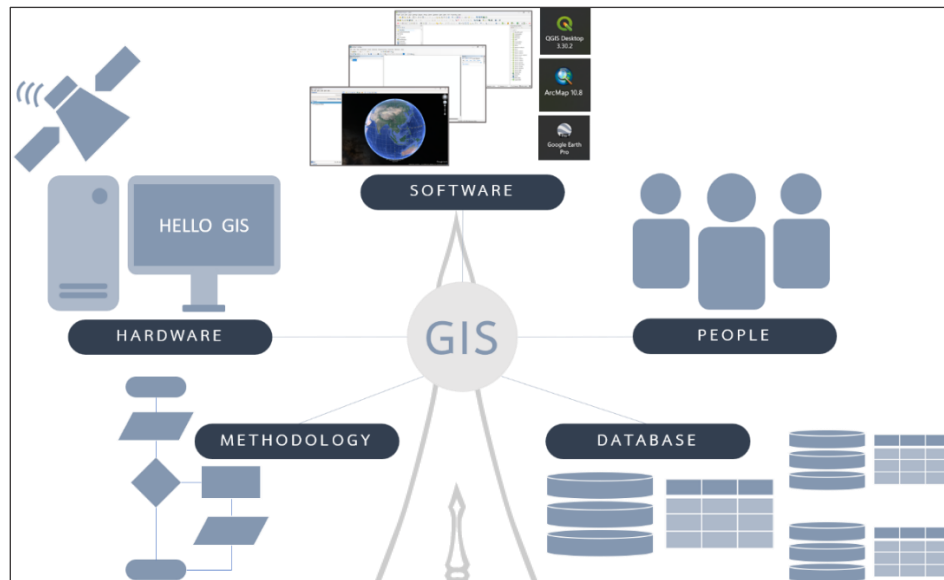 QGIS Desktop
3.30.2
ArcMap 10.8
Google Earth
Pro
SOFTWARE
HELLO GIS
HARDWARE
GIS
PEOPLE
METHODOLOGY
DATABASE